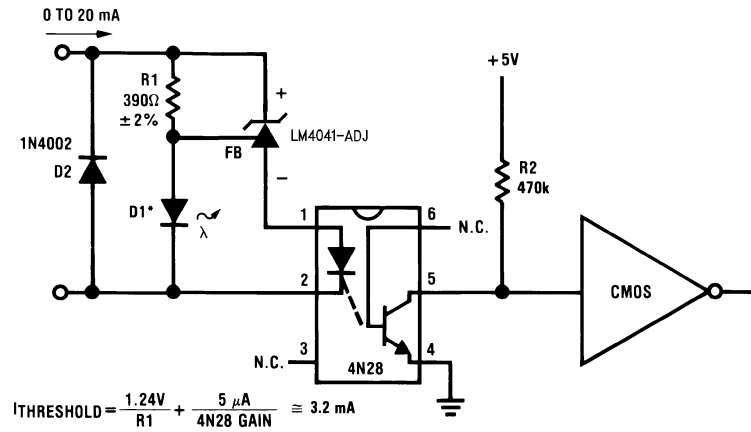 0 TO 20 mA
+5V
R1
390Ω
±2%
+
LM4041-ADJ
FB
1N4002
D2
−
R2
470k
D1*
λ
1
6
N.C.
2
5
CMOS
3
4
N.C.
4N28
ITHRESHOLD = 1.24V / R1 + 5 μA / 4N28 GAIN ≅ 3.2 mA